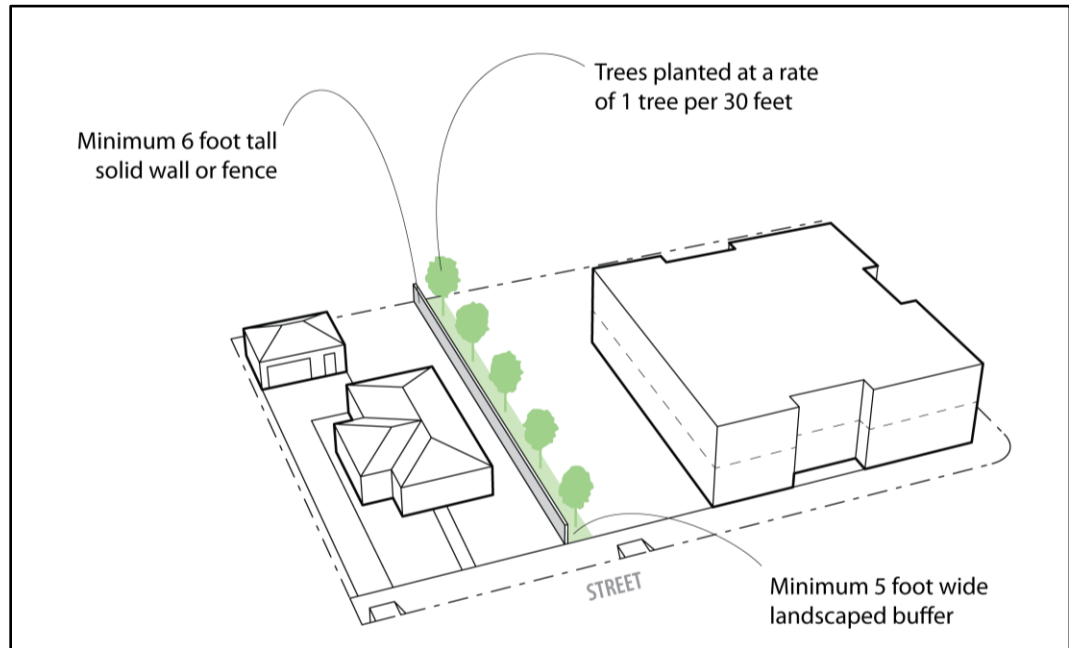 Trees planted at a rate
of 1 tree per 30 feet
Minimum 6 foot tall
solid wall or fence
STREET
Minimum 5 foot wide
landscaped buffer